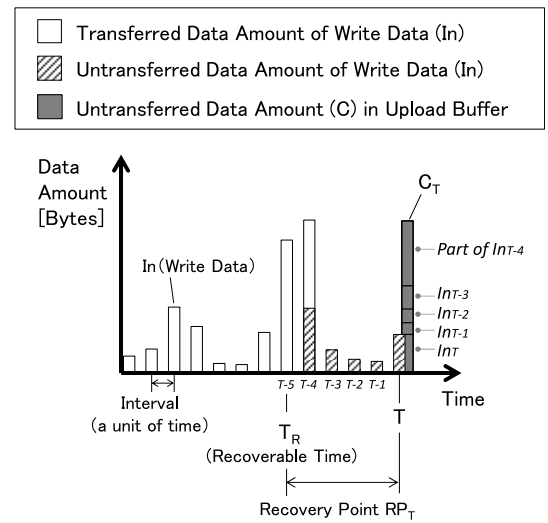 Transferred Data Amount of Write Data (In)
Untransferred Data Amount of Write Data (In)
Untransferred Data Amount (C) in Upload Buffer
Data
Amount
[Bytes]
CT
Part of InT-4
In(Write Data)
InT-3
InT-2
InT-1
InT
T-5 T-4 T-3 T-2 T-1
Time
Interval
(a unit of time)
T
TR
(Recoverable Time)
Recovery Point RPT